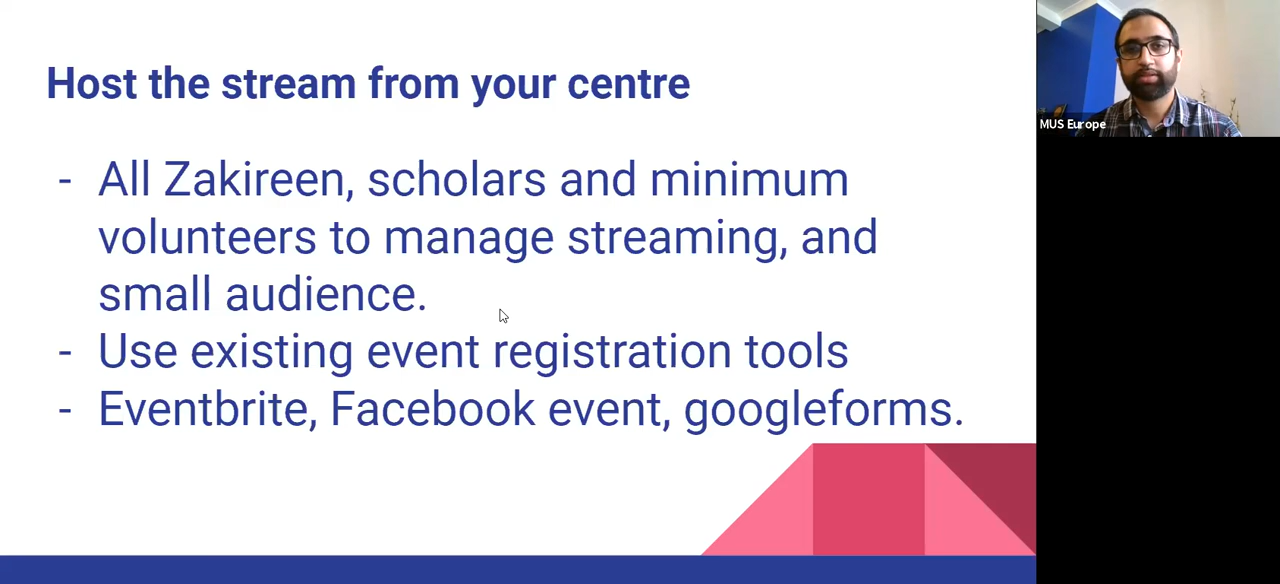 Host the stream from your centre
- All Zakireen, scholars and minimum
volunteers to manage streaming, and
small audience.
- Use existing event registration tools
- Eventbrite, Facebook event, googleforms.
MUS Europe